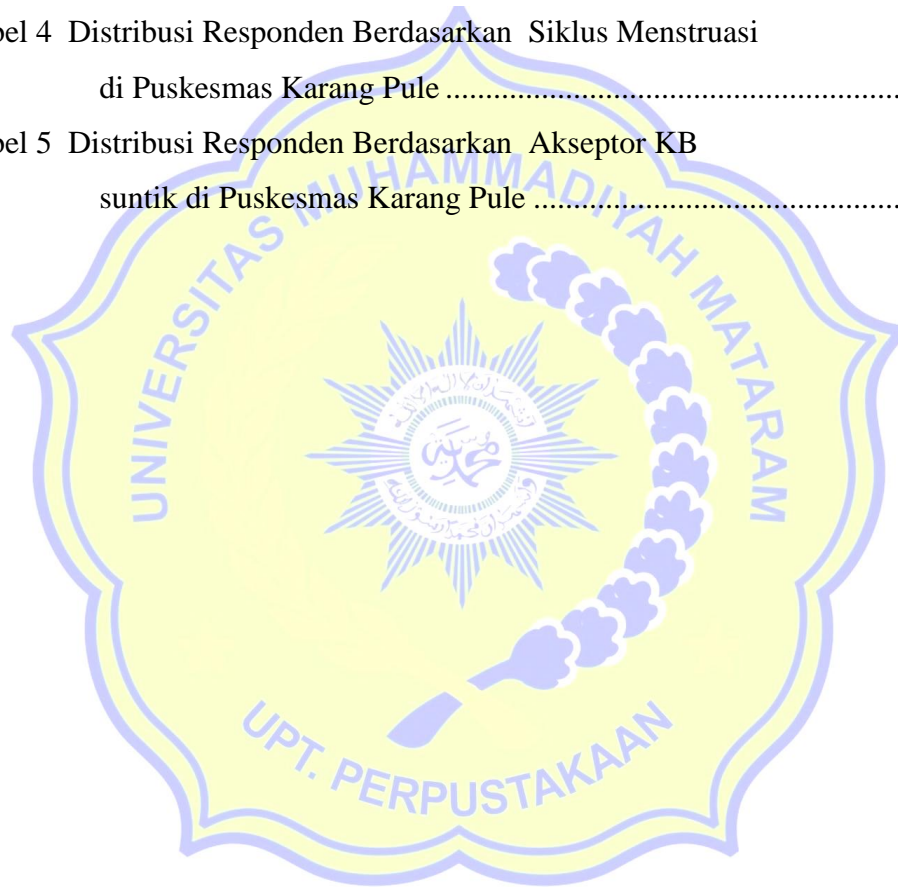 bel 4  Distribusi Responden Berdasarkan  Siklus Menstruasi
di Puskesmas Karang Pule ................................................
bel 5  Distribusi Responden Berdasarkan  Akseptor KB
suntik di Puskesmas Karang Pule .......................................
UNIVERSITAS MUHAMMADIYAH MATARAM
UPT. PERPUSTAKAAN